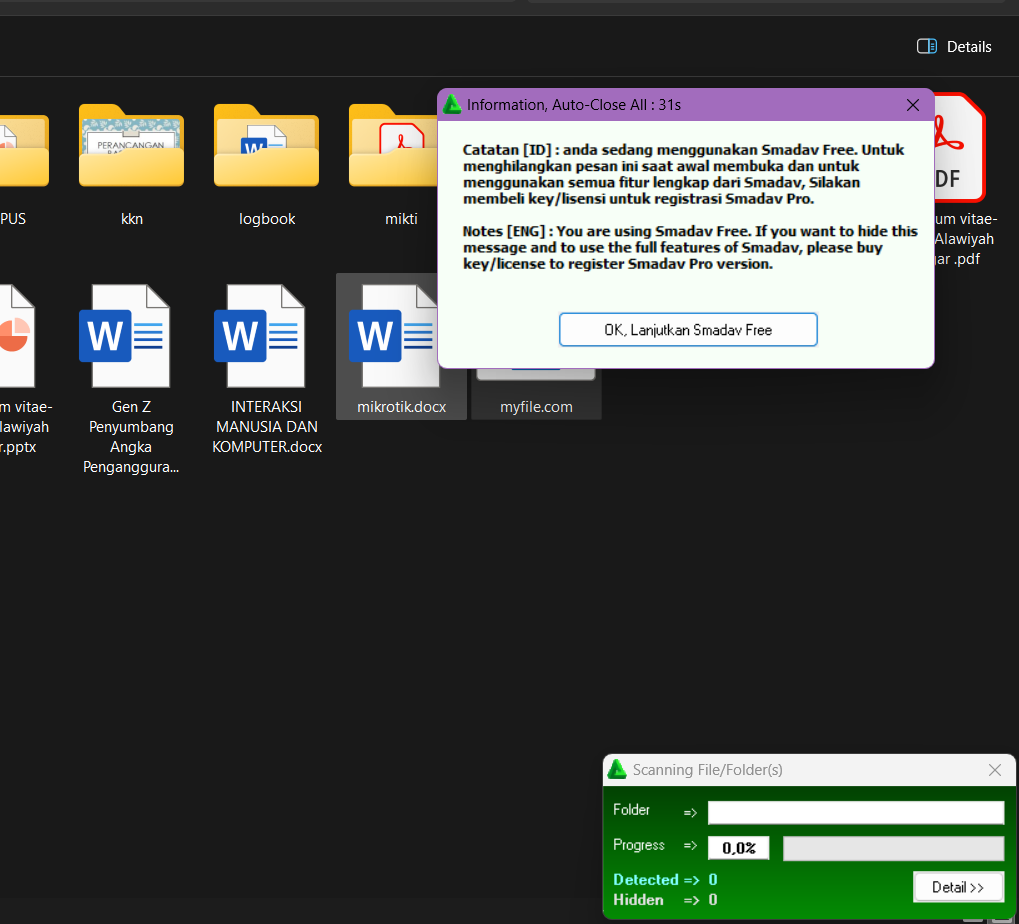 Details
Information, Auto-Close All : 31s
Catatan [ID] : anda sedang menggunakan Smadav Free. Untuk
menghilangkan pesan ini saat awal membuka dan untuk
menggunakan semua fitur lengkap dari Smadav, Silakan
membeli key/lisensi untuk registrasi Smadav Pro.
Notes [ENG] : You are using Smadav Free. If you want to hide this
message and to use the full features of Smadav, please buy
key/license to register Smadav Pro version.
OK, Lanjutkan Smadav Free
PERANCANGAN
W
DF
PUS
kkn
logbook
mikti
um vitae-
Alawiyah
gar .pdf
W
W
W
m vitae-
lawiyah
r.pptx
Gen Z
Penyumbang
Angka
Penganggura...
INTERAKSI
MANUSIA DAN
KOMPUTER.docx
mikrotik.docx
myfile.com
Scanning File/Folder(s)
Folder =>
Progress => 0,0%
Detected => 0
Hidden => 0
Detail >>